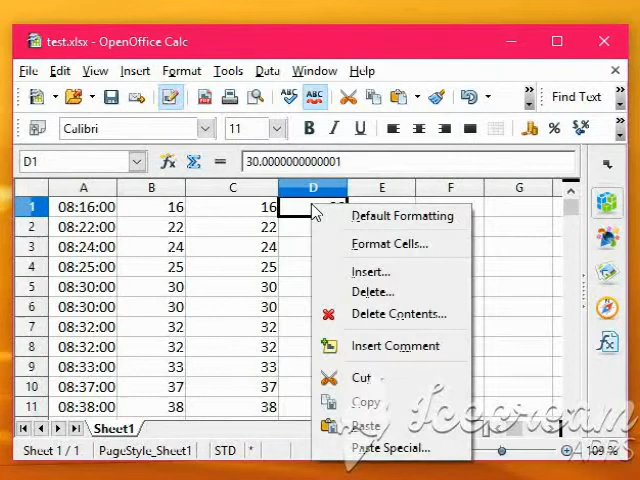 test.xlsx - OpenOffice Calc
File Edit View Insert Format Tools Data Window Help
Find Text
Calibri 11 B I U
D1 30.0000000000001
A B C D E F G
1 08:16:00 16 16
2 08:22:00 22 22
3 08:24:00 24 24
4 08:25:00 25 25
5 08:30:00 30 30
6 08:30:00 30 30
7 08:32:00 32 32
8 08:32:00 32 32
9 08:33:00 33 33
10 08:37:00 37 37
11 08:38:00 38 38
Default Formatting
Format Cells...
Insert...
Delete...
Delete Contents...
Insert Comment
Cut
Copy
Paste
Paste Special...
Sheet1
Sheet 1 / 1 PageStyle_Sheet1 STD * 109 %
Icecream
APPS